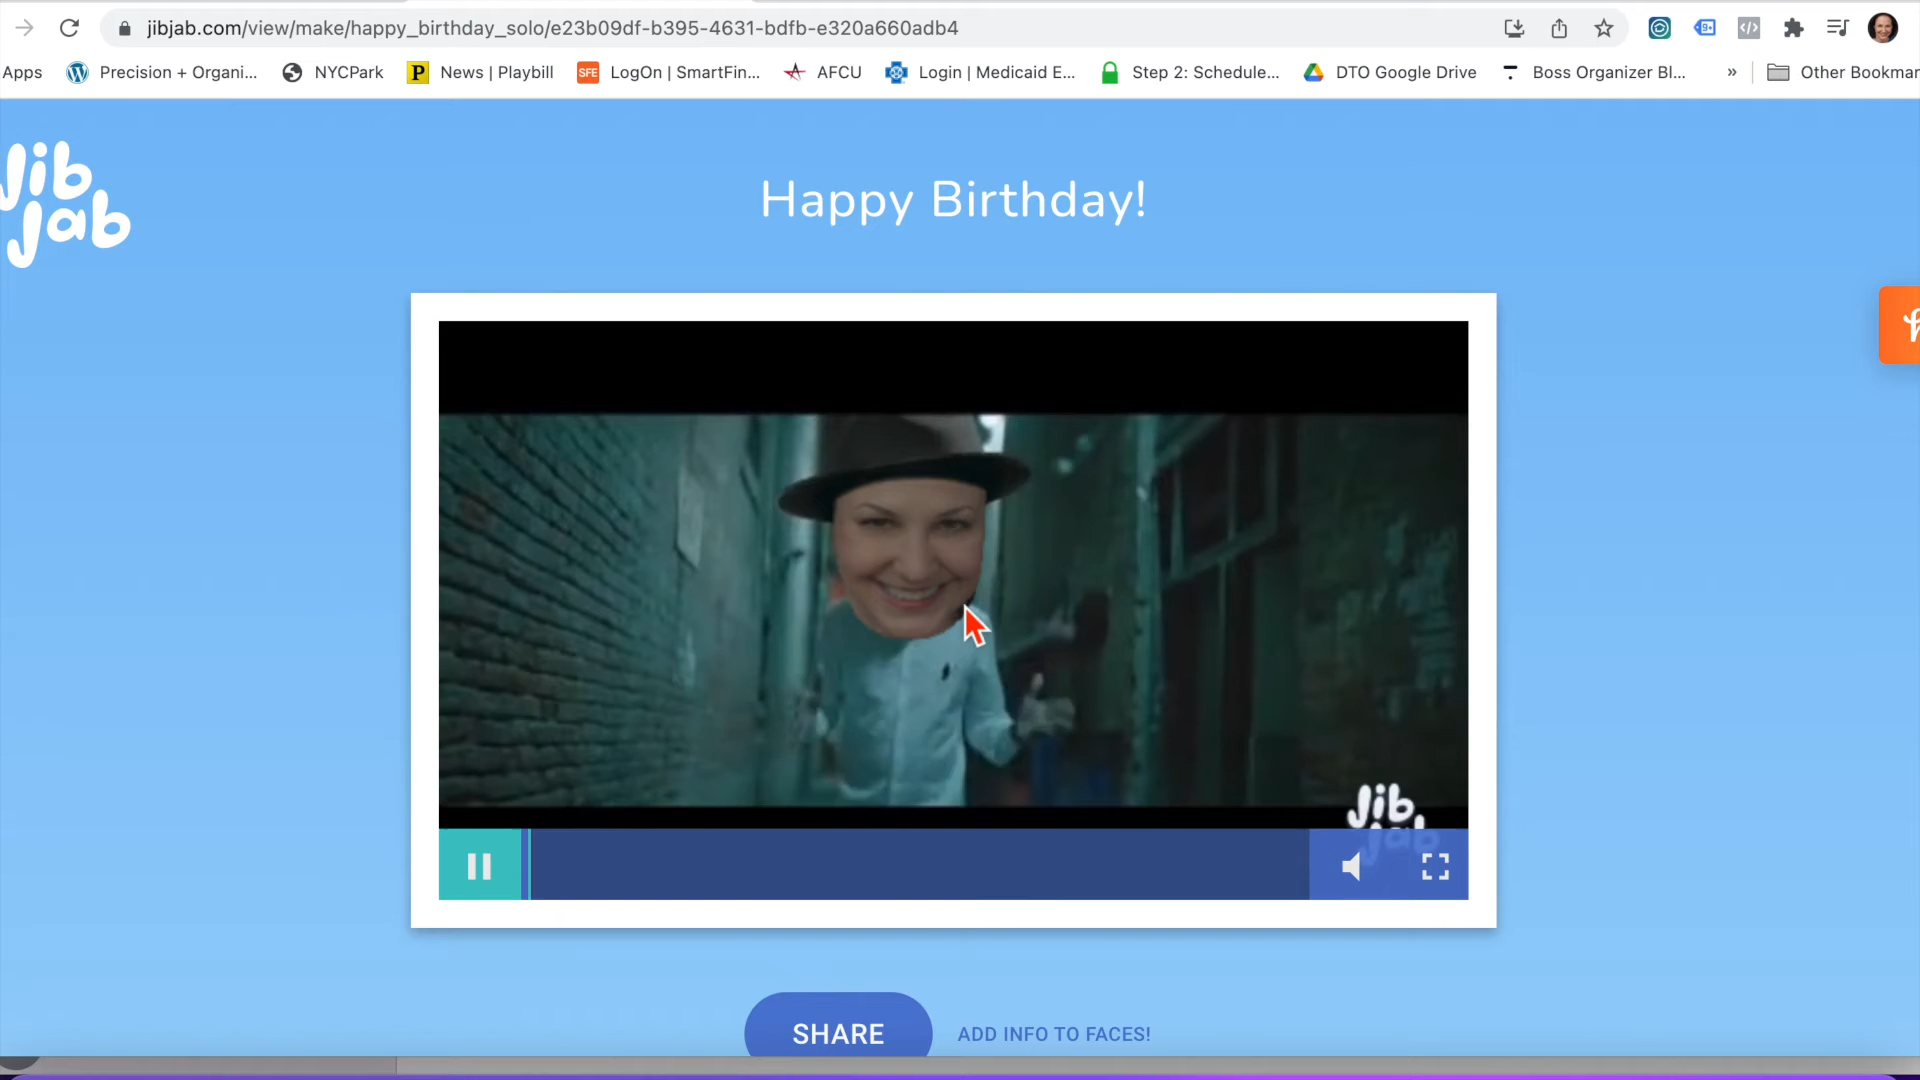 jibjab.com/view/make/happy_birthday_solo/e23b09df-b395-4631-bdfb-e320a660adb4
Apps Precision + Organi... NYCPark P News | Playbill SFE LogOn | SmartFin... AFCU Login | Medicaid E... Step 2: Schedule... DTO Google Drive Boss Organizer Bl... » Other Bookmar
Jib
Jab
Happy Birthday!
Jib
Jab
SHARE ADD INFO TO FACES!